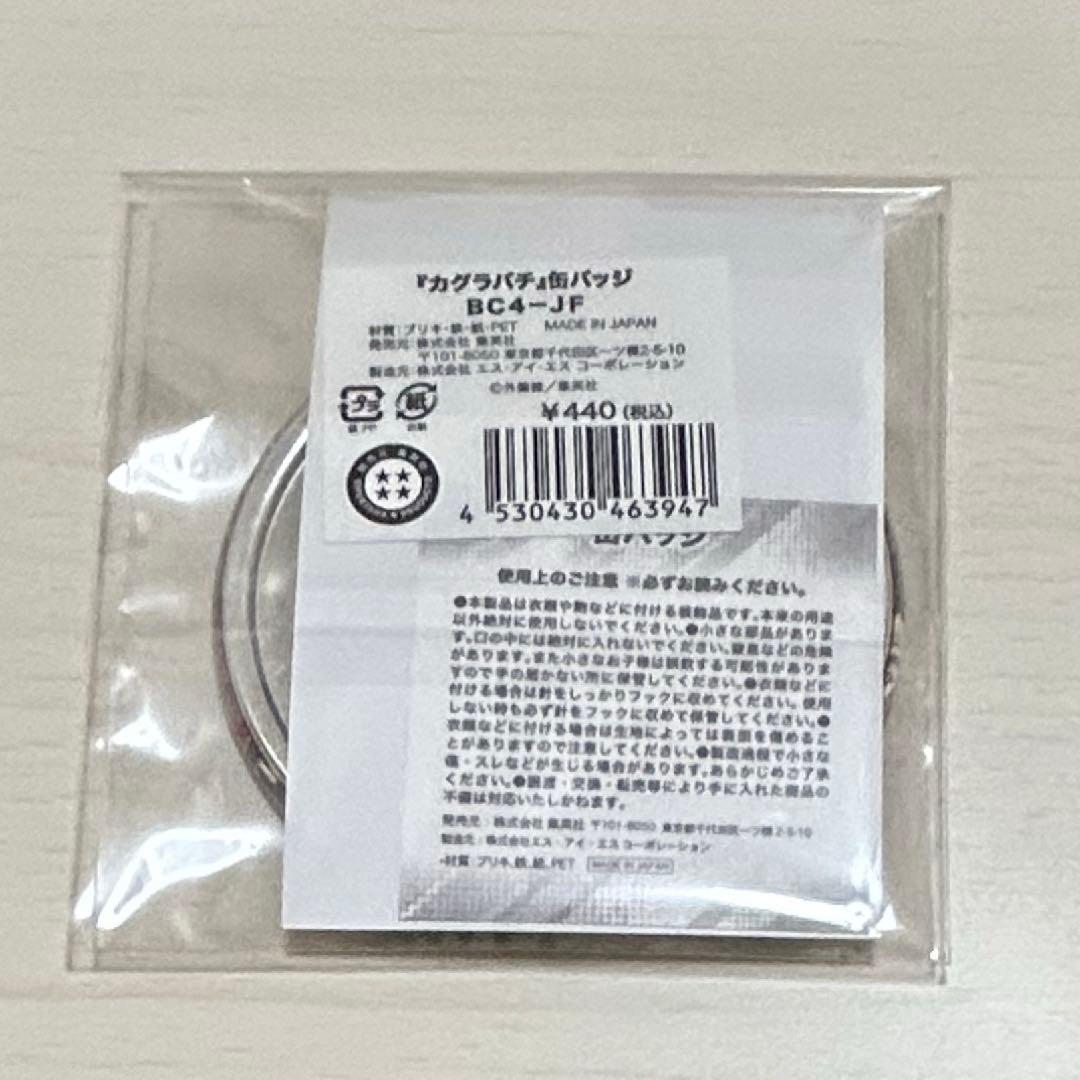 『カグラバチ』缶バッジ
BC4-JF
材質：ブリキ・鉄・紙・PET MADE IN JAPAN
発売元：株式会社 集英社
〒101-8050 東京都千代田区一ツ橋2-5-10
製造元：株式会社 エス・アイ・エス コーポレーション
©外薗健／集英社
プラ 紙
袋:PP 台紙
¥440（税込）
4 530430 463947
缶バッジ
使用上のご注意 ※必ずお読みください。
●本製品は衣類や鞄などに付ける装飾品です。本来の用途
以外絶対に使用しないでください。●小さな部品がありま
す。口の中には絶対に入れないでください。窒息などの危険
があります。また小さなお子様は誤飲する可能性がありま
すので手の届かない所に保管してください。●衣類などに
付ける場合は針をしっかりフックに収めてください。使用
しない時も必ず針をフックに収めて保管してください。●
衣類などに付ける場合は生地によっては表面を傷めるこ
とがありますので注意してください。●製造過程で小さな
傷・スレなどが生じる場合があります。あらかじめご了承
ください。●譲渡・交換・転売等により手に入れた商品の
不備は対応いたしかねます。
発売元：株式会社 集英社 〒101-8050 東京都千代田区一ツ橋2-5-10
製造元：株式会社エス・アイ・エス コーポレーション
・材質：ブリキ、鉄、紙、PET MADE IN JAPAN